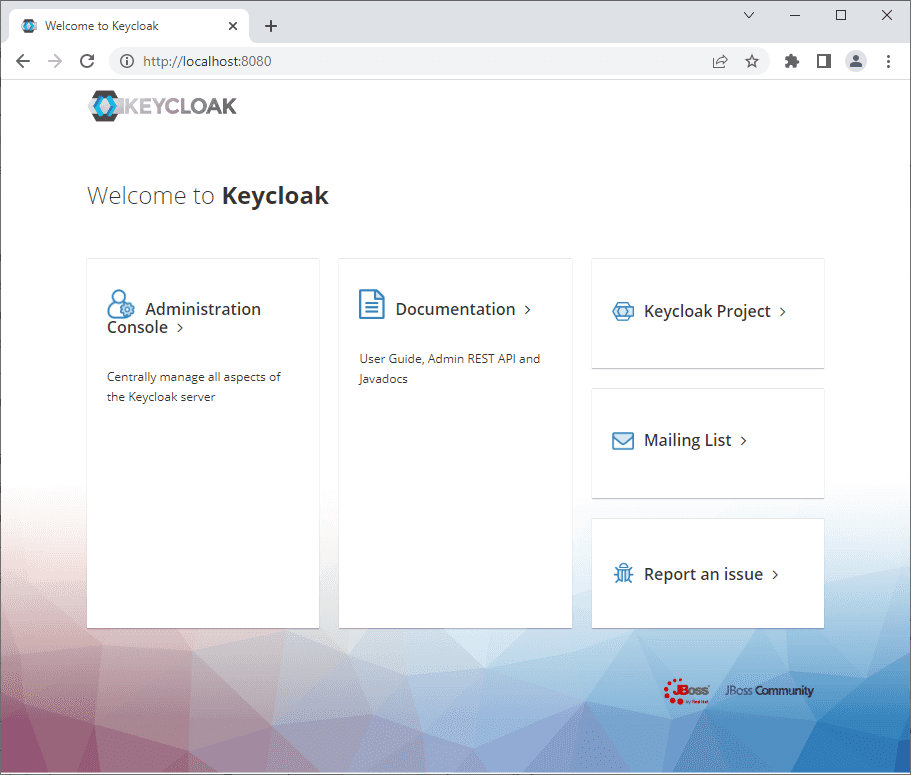 Welcome to Keycloak
http://localhost:8080
KEYCLOAK
Welcome to Keycloak
Administration
Console
Centrally manage all aspects of
the Keycloak server
Documentation
User Guide, Admin REST API and
Javadocs
Keycloak Project
Mailing List
Report an issue
JBoss
by Red Hat
JBoss Community